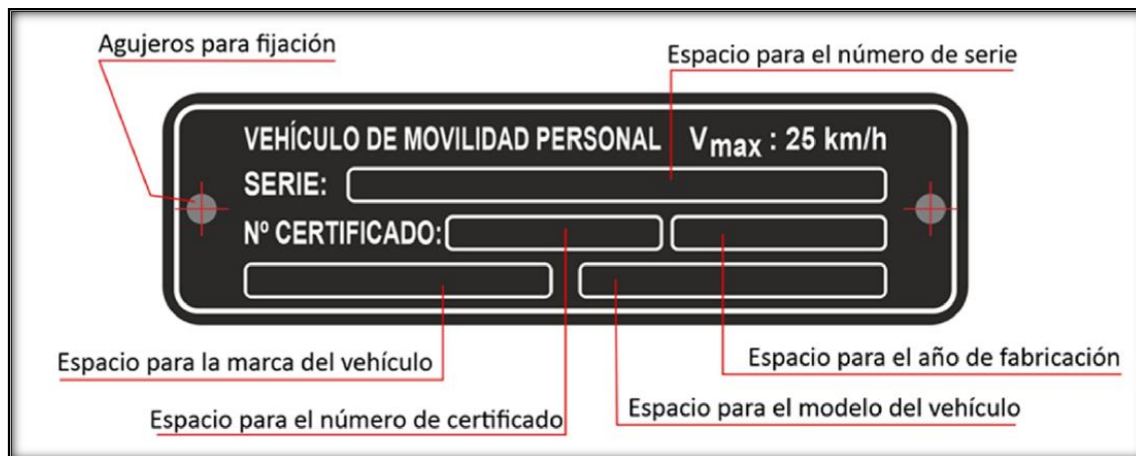 Agujeros para fijación
Espacio para el número de serie
VEHÍCULO DE MOVILIDAD PERSONAL Vmax : 25 km/h
SERIE:
Nº CERTIFICADO:
Espacio para la marca del vehículo
Espacio para el año de fabricación
Espacio para el número de certificado
Espacio para el modelo del vehículo